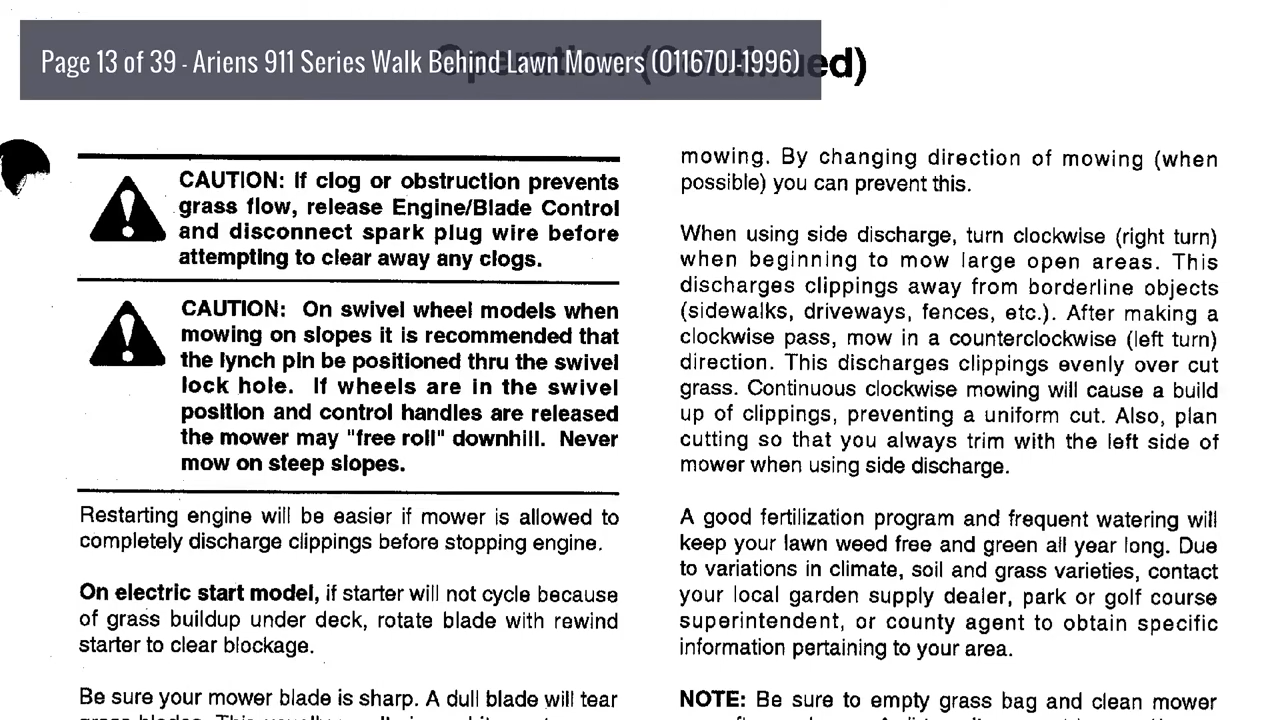 Page 13 of 39 - Ariens 911 Series Walk Behind Lawn Mowers (011670J-1996)
Operation (Continued)
CAUTION: If clog or obstruction prevents
grass flow, release Engine/Blade Control
and disconnect spark plug wire before
attempting to clear away any clogs.
CAUTION: On swivel wheel models when
mowing on slopes it is recommended that
the lynch pin be positioned thru the swivel
lock hole. If wheels are in the swivel
position and control handles are released
the mower may "free roll" downhill. Never
mow on steep slopes.
Restarting engine will be easier if mower is allowed to
completely discharge clippings before stopping engine.
On electric start model, if starter will not cycle because
of grass buildup under deck, rotate blade with rewind
starter to clear blockage.
Be sure your mower blade is sharp. A dull blade will tear
mowing. By changing direction of mowing (when
possible) you can prevent this.
When using side discharge, turn clockwise (right turn)
when beginning to mow large open areas. This
discharges clippings away from borderline objects
(sidewalks, driveways, fences, etc.). After making a
clockwise pass, mow in a counterclockwise (left turn)
direction. This discharges clippings evenly over cut
grass. Continuous clockwise mowing will cause a build
up of clippings, preventing a uniform cut. Also, plan
cutting so that you always trim with the left side of
mower when using side discharge.
A good fertilization program and frequent watering will
keep your lawn weed free and green all year long. Due
to variations in climate, soil and grass varieties, contact
your local garden supply dealer, park or golf course
superintendent, or county agent to obtain specific
information pertaining to your area.
NOTE: Be sure to empty grass bag and clean mower